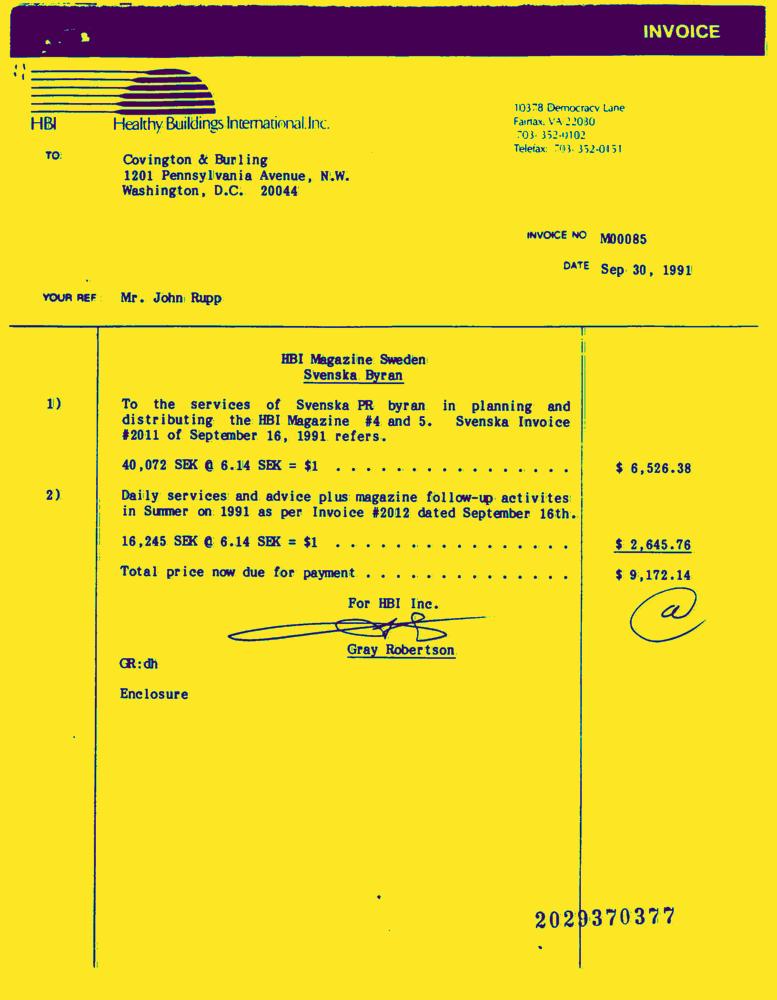 INVOICE
HBI Healthy Buildings International, Inc.
10378 Democracy Lane
Fairfax, VA 22030
703- 352-0102
Telefax: 703- 352-0151
TO: Covington & Burling
1201 Pennsylvania Avenue, N.W.
Washington, D.C. 20044
INVOICE NO M00085
DATE Sep 30, 1991
YOUR REF: Mr. John Rupp
HBI Magazine Sweden
Svenska Byran
1) To the services of Svenska PR byran in planning and
distributing the HBI Magazine #4 and 5. Svenska Invoice
#2011 of September 16, 1991 refers.
40,072 SEK @ 6.14 SEK = $1 . . . . . . . . . . . . . . . . $ 6,526.38
2) Daily services and advice plus magazine follow-up activites
in Summer on 1991 as per Invoice #2012 dated September 16th.
16,245 SEK @ 6.14 SEK = $1 . . . . . . . . . . . . . . . . $ 2,645.76
Total price now due for payment . . . . . . . . . . . . . . $ 9,172.14
For HBI Inc.
a
Gray Robertson
GR:dh
Enclosure
2029370377